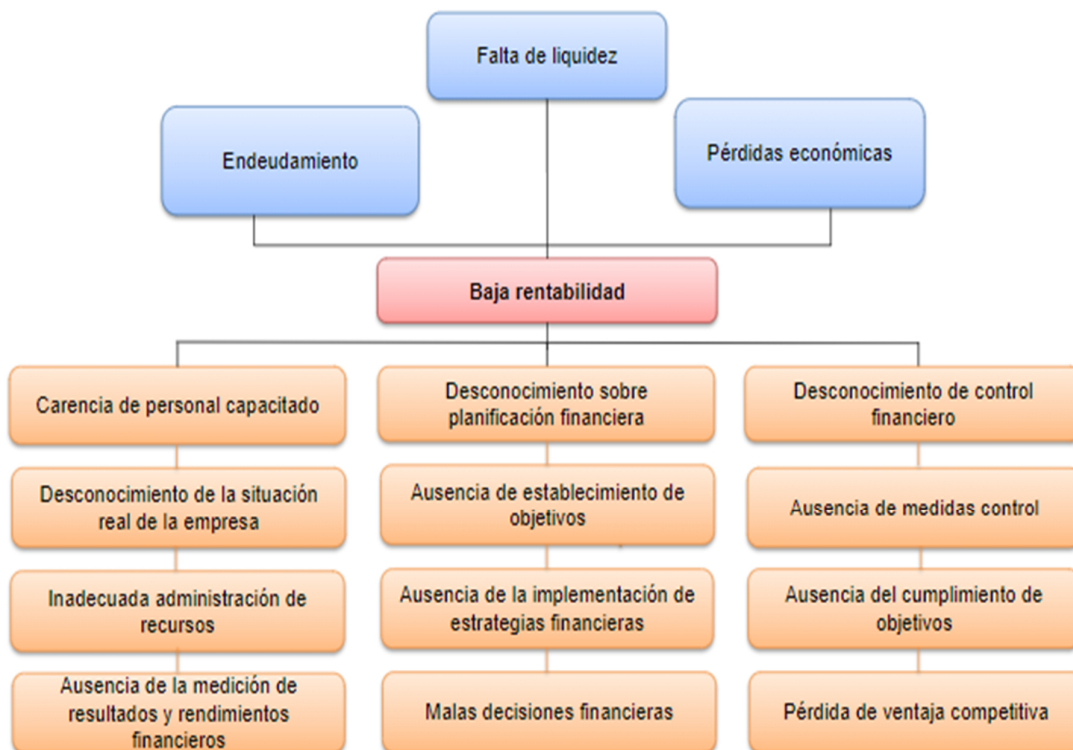 Falta de liquidez
Endeudamiento
Pérdidas económicas
Baja rentabilidad
Carencia de personal capacitado
Desconocimiento sobre
planificación financiera
Desconocimiento de control
financiero
Desconocimiento de la situación
real de la empresa
Ausencia de establecimiento de
objetivos
Ausencia de medidas control
Inadecuada administración de
recursos
Ausencia de la implementación de
estrategias financieras
Ausencia del cumplimiento de
objetivos
Ausencia de la medición de
resultados y rendimientos
financieros
Malas decisiones financieras
Pérdida de ventaja competitiva